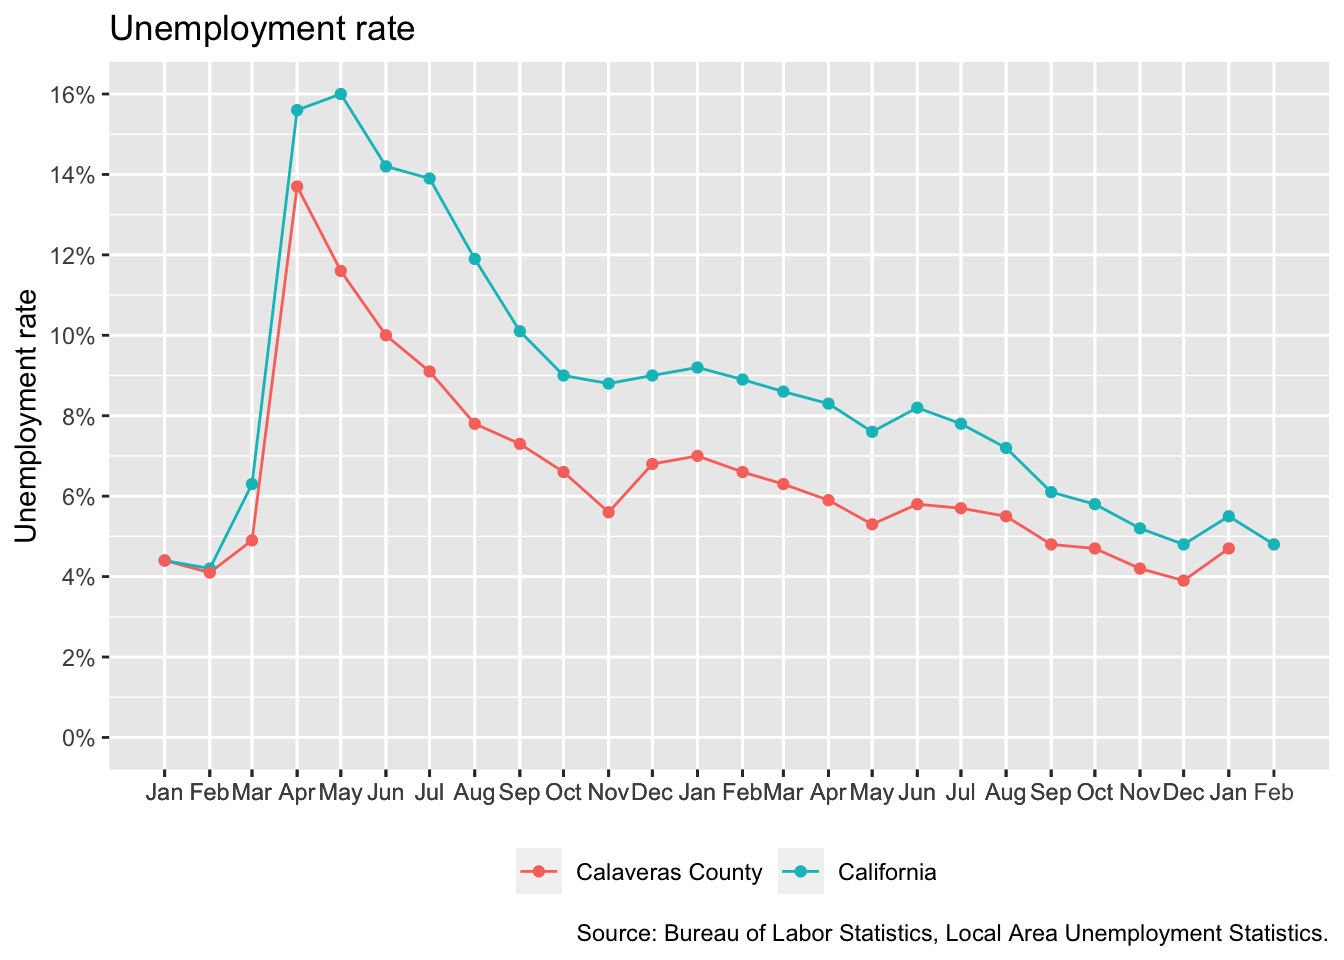 Unemployment rate
16%
14%
12%
10%
8%
6%
4%
2%
0%
Unemployment rate
Jan Feb Mar Apr May Jun Jul Aug Sep Oct Nov Dec Jan Feb Mar Apr May Jun Jul Aug Sep Oct Nov Dec Jan Feb
Calaveras County California
Source: Bureau of Labor Statistics, Local Area Unemployment Statistics.